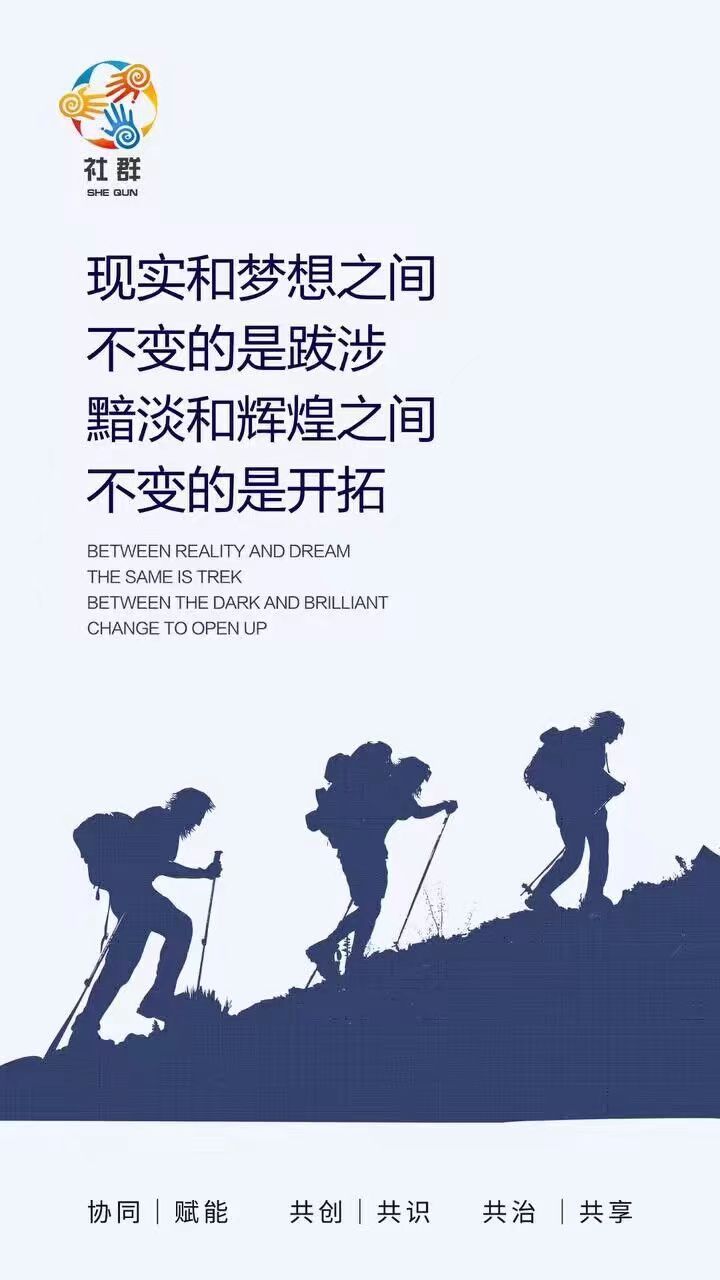 社群
SHE QUN
现实和梦想之间
不变的是跋涉
黯淡和辉煌之间
不变的是开拓
BETWEEN REALITY AND DREAM
THE SAME IS TREK
BETWEEN THE DARK AND BRILLIANT
CHANGE TO OPEN UP
协同｜赋能 共创｜共识 共治｜共享